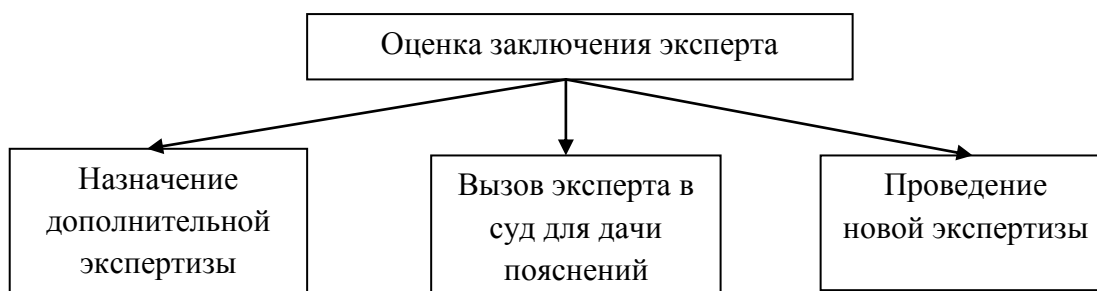 Оценка заключения эксперта
Назначение
дополнительной
экспертизы
Вызов эксперта в
суд для дачи
пояснений
Проведение
новой экспертизы